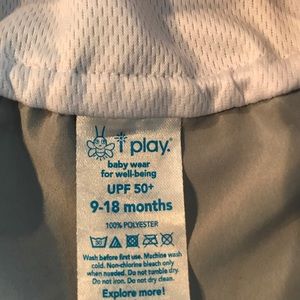 i play.
baby wear
for well-being
UPF 50+
9-18 months
100% POLYESTER
Wash before first use. Machine wash
cold. Non-chlorine bleach only
when needed. Do not tumble dry.
Do not iron. Do not dry clean.
Explore more!